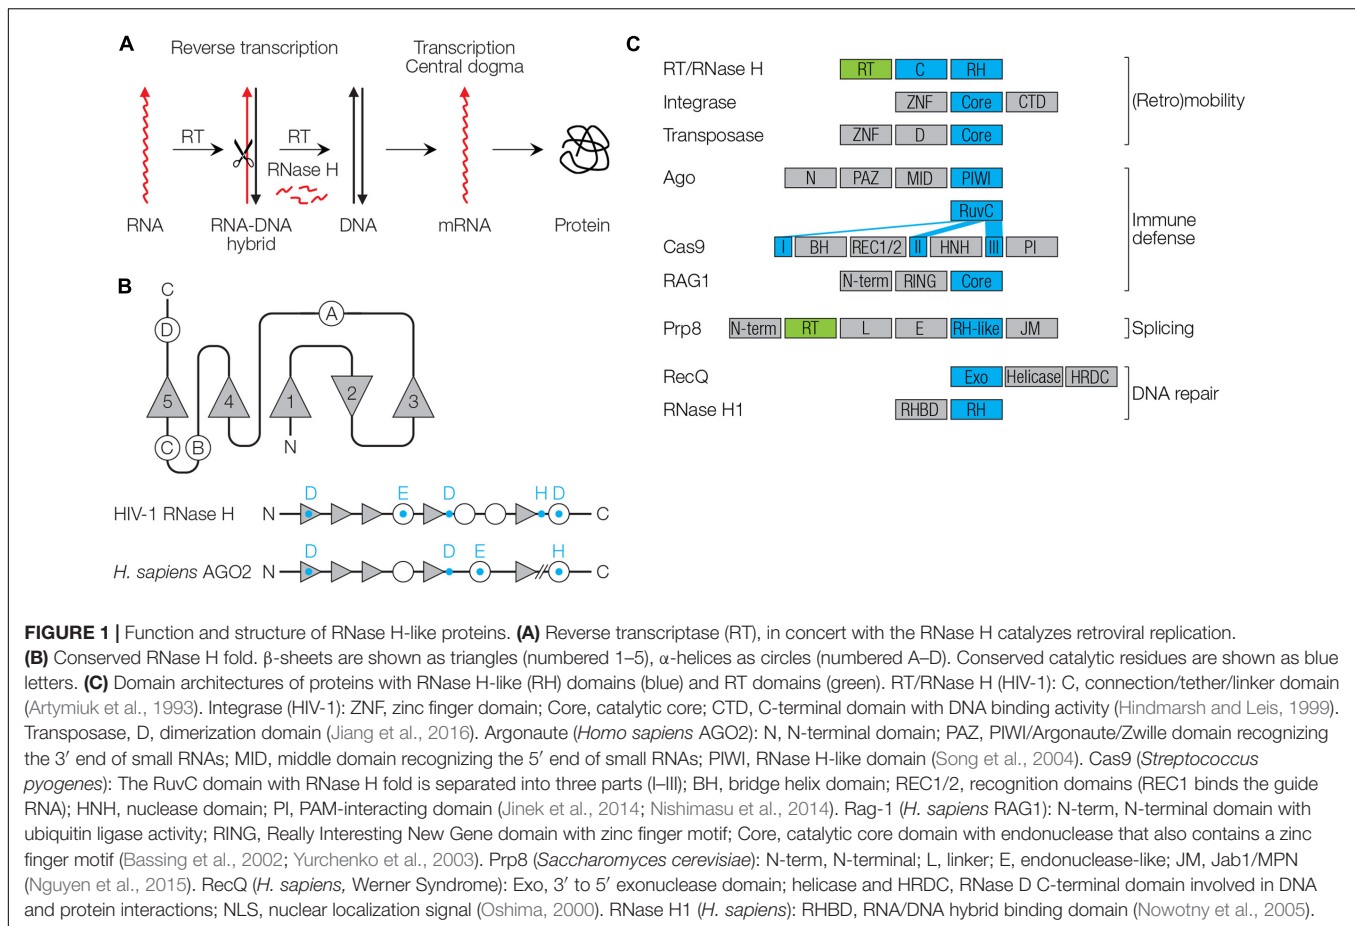 A
Reverse transcription
Transcription
Central dogma
RT
RT
RNase H
RNA
RNA-DNA
hybrid
DNA
mRNA
Protein
B
C
D
A
5
4
1
2
3
C
B
N
D E D H D
HIV-1 RNase H N C
D D E H
H. sapiens AGO2 N C
C
RT/RNase H RT C RH
Integrase ZNF Core CTD
(Retro)mobility
Transposase ZNF D Core
Ago N PAZ MID PIWI
RuvC
Immune
defense
Cas9 I BH REC1/2 II HNH III PI
RAG1 N-term RING Core
Prp8 N-term RT L E RH-like JM Splicing
RecQ Exo Helicase HRDC
DNA repair
RNase H1 RHBD RH
FIGURE 1 | Function and structure of RNase H-like proteins. (A) Reverse transcriptase (RT), in concert with the RNase H catalyzes retroviral replication.
(B) Conserved RNase H fold. β-sheets are shown as triangles (numbered 1–5), α-helices as circles (numbered A–D). Conserved catalytic residues are shown as blue
letters. (C) Domain architectures of proteins with RNase H-like (RH) domains (blue) and RT domains (green). RT/RNase H (HIV-1): C, connection/tether/linker domain
(Artymiuk et al., 1993). Integrase (HIV-1): ZNF, zinc finger domain; Core, catalytic core; CTD, C-terminal domain with DNA binding activity (Hindmarsh and Leis, 1999).
Transposase, D, dimerization domain (Jiang et al., 2016). Argonaute (Homo sapiens AGO2): N, N-terminal domain; PAZ, PIWI/Argonaute/Zwille domain recognizing
the 3′ end of small RNAs; MID, middle domain recognizing the 5′ end of small RNAs; PIWI, RNase H-like domain (Song et al., 2004). Cas9 (Streptococcus
pyogenes): The RuvC domain with RNase H fold is separated into three parts (I–III); BH, bridge helix domain; REC1/2, recognition domains (REC1 binds the guide
RNA); HNH, nuclease domain; PI, PAM-interacting domain (Jinek et al., 2014; Nishimasu et al., 2014). Rag-1 (H. sapiens RAG1): N-term, N-terminal domain with
ubiquitin ligase activity; RING, Really Interesting New Gene domain with zinc finger motif; Core, catalytic core domain with endonuclease that also contains a zinc
finger motif (Bassing et al., 2002; Yurchenko et al., 2003). Prp8 (Saccharomyces cerevisiae): N-term, N-terminal; L, linker; E, endonuclease-like; JM, Jab1/MPN
(Nguyen et al., 2015). RecQ (H. sapiens, Werner Syndrome): Exo, 3′ to 5′ exonuclease domain; helicase and HRDC, RNase D C-terminal domain involved in DNA
and protein interactions; NLS, nuclear localization signal (Oshima, 2000). RNase H1 (H. sapiens): RHBD, RNA/DNA hybrid binding domain (Nowotny et al., 2005).